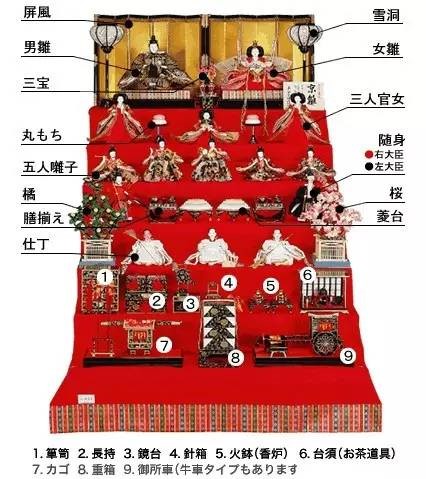 屏風
雪洞
男雛
女雛
三宝
京雛
三人官女
丸もち
随身
右大臣
左大臣
五人囃子
橘
桜
膳揃え
菱台
仕丁
1
2
3
4
5
6
7
8
9
1. 箪笥 2. 長持 3. 鏡台 4. 針箱 5. 火鉢(香炉) 6. 台須(お茶道具)
7. カゴ 8. 重箱 9. 御所車(牛車タイプもあります